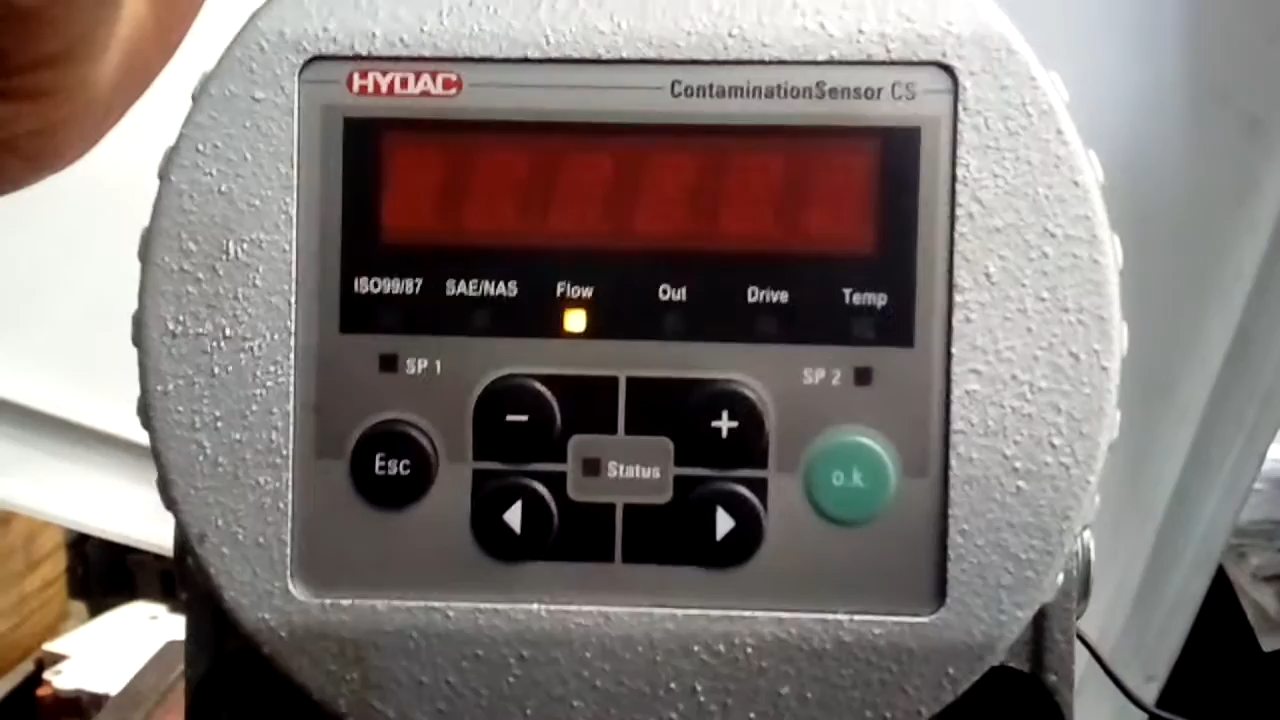 HYDAC
ContaminationSensor CS
ISO99/87 SAE/NAS Flow Out Drive Temp
SP 1
SP 2
− +
Esc
Status
o.k.